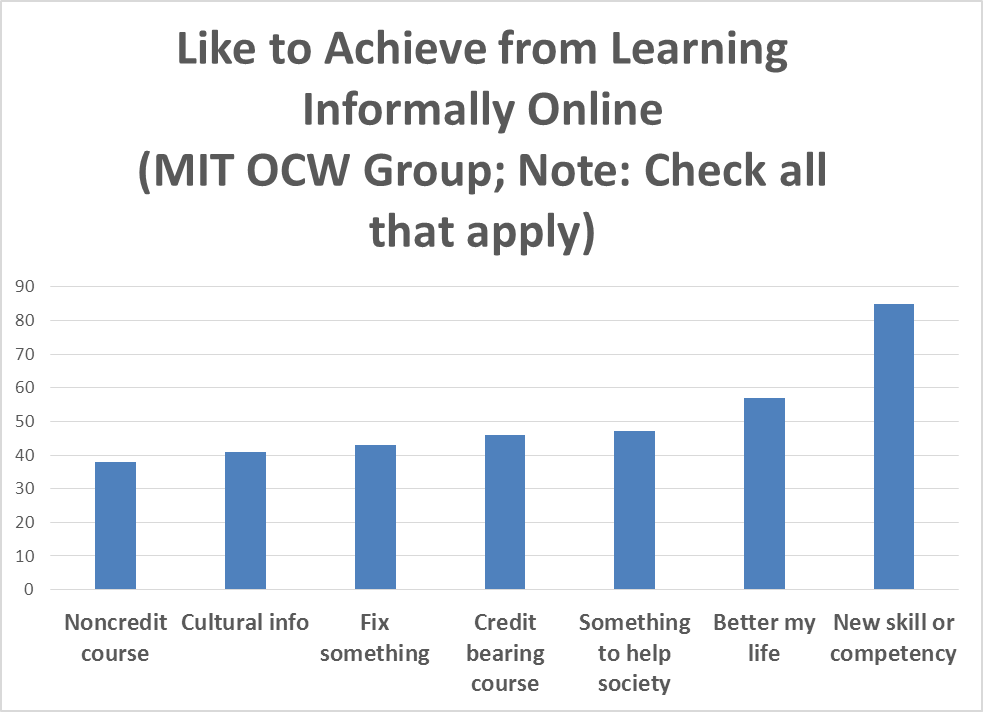 Like to Achieve from Learning
Informally Online
(MIT OCW Group; Note: Check all
that apply)
90
80
70
60
50
40
30
20
10
0
Noncredit
course
Cultural info
Fix
something
Credit
bearing
course
Something
to help
society
Better my
life
New skill or
competency